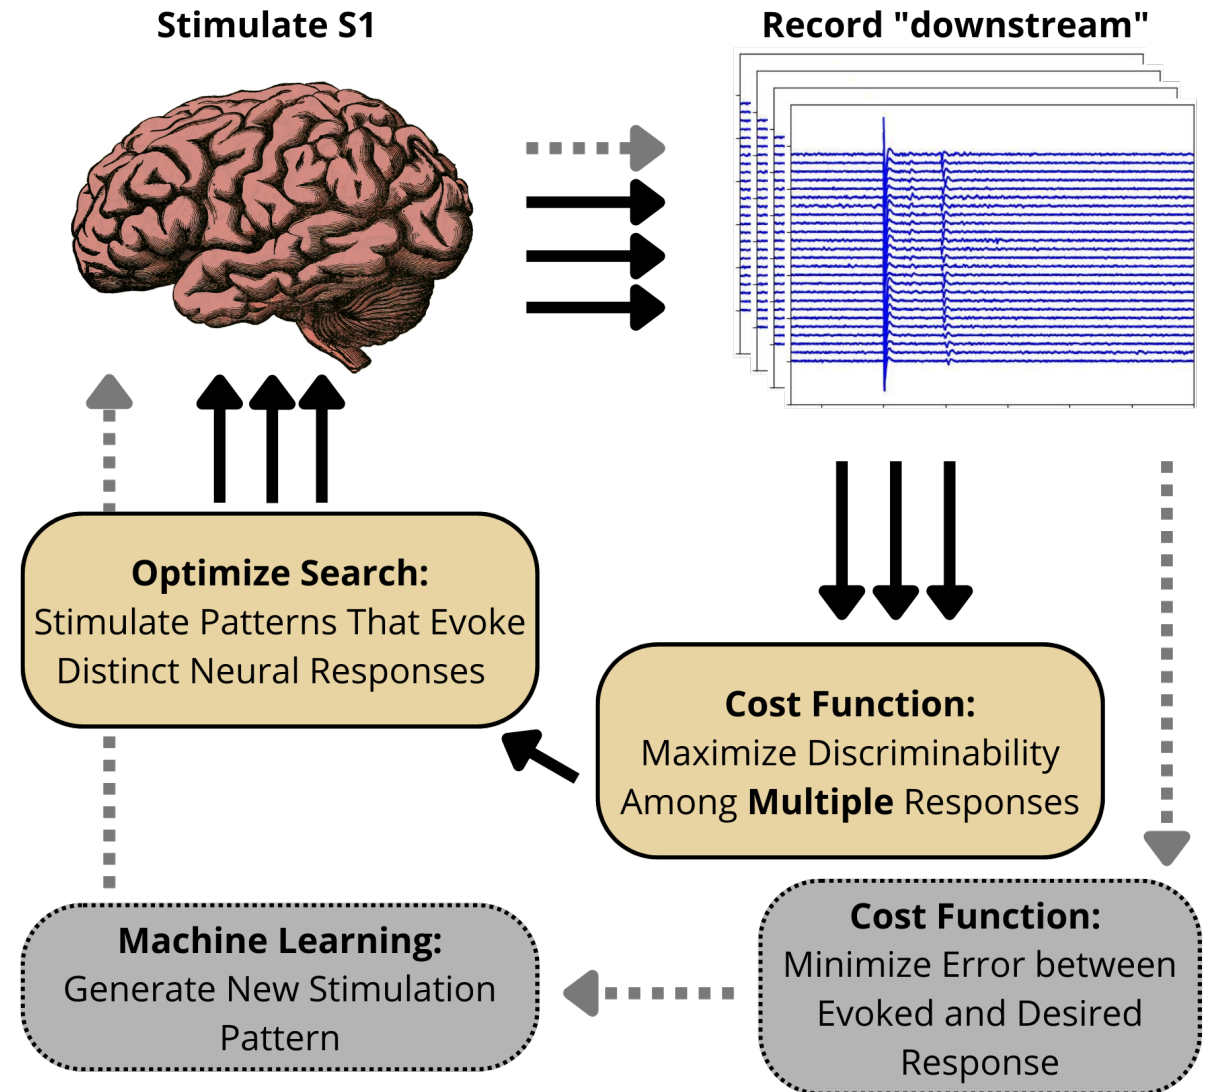 Stimulate S1
Record "downstream"
Optimize Search:
Stimulate Patterns That Evoke
Distinct Neural Responses
Cost Function:
Maximize Discriminability
Among Multiple Responses
Machine Learning:
Generate New Stimulation
Pattern
Cost Function:
Minimize Error between
Evoked and Desired
Response